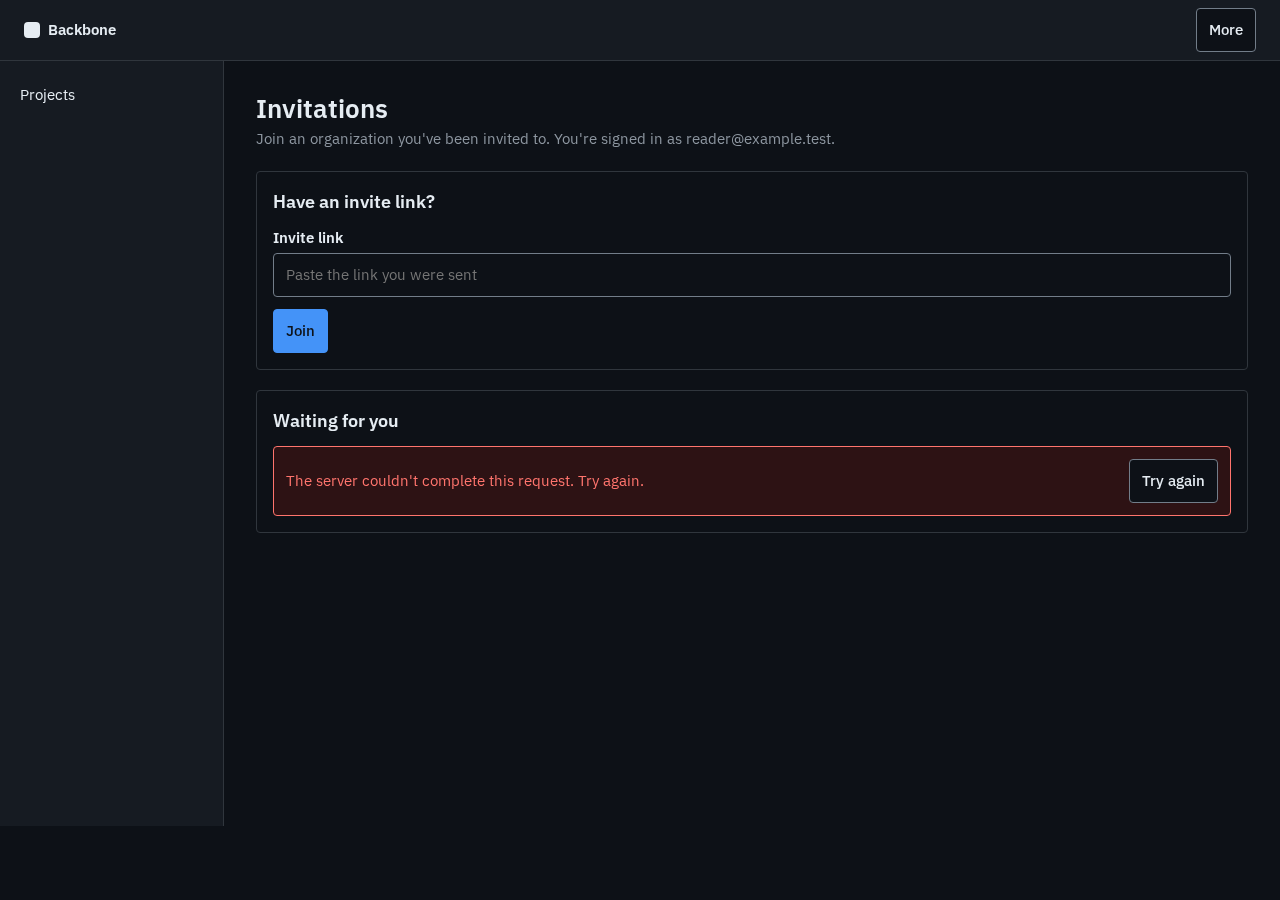 Backbone
More
Projects
Invitations
Join an organization you've been invited to. You're signed in as reader@example.test.
Have an invite link?
Invite link
Paste the link you were sent
Join
Waiting for you
The server couldn't complete this request. Try again.
Try again